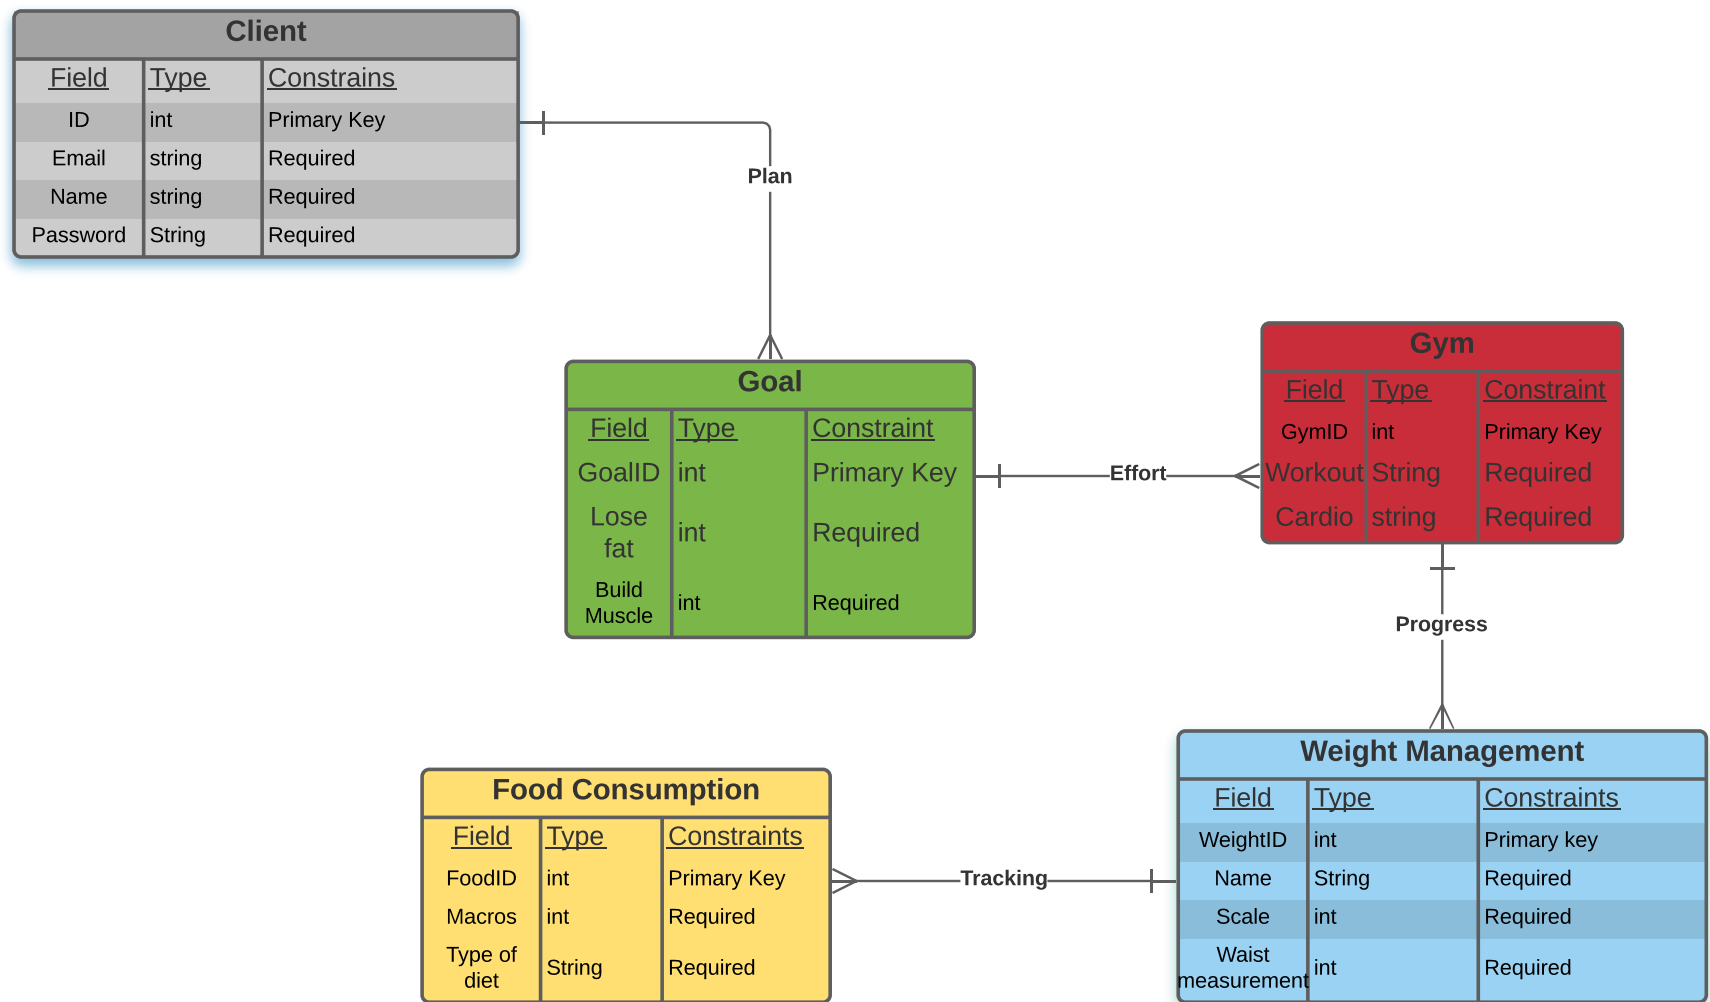 Client
Field Type Constrains
ID int Primary Key
Email string Required
Name string Required
Password String Required
Plan
Goal
Field Type Constraint
GoalID int Primary Key
Lose
fat int Required
Build
Muscle int Required
Effort
Gym
Field Type Constraint
GymID int Primary Key
Workout String Required
Cardio string Required
Progress
Food Consumption
Field Type Constraints
FoodID int Primary Key
Macros int Required
Type of
diet String Required
Tracking
Weight Management
Field Type Constraints
WeightID int Primary key
Name String Required
Scale int Required
Waist
measurement int Required